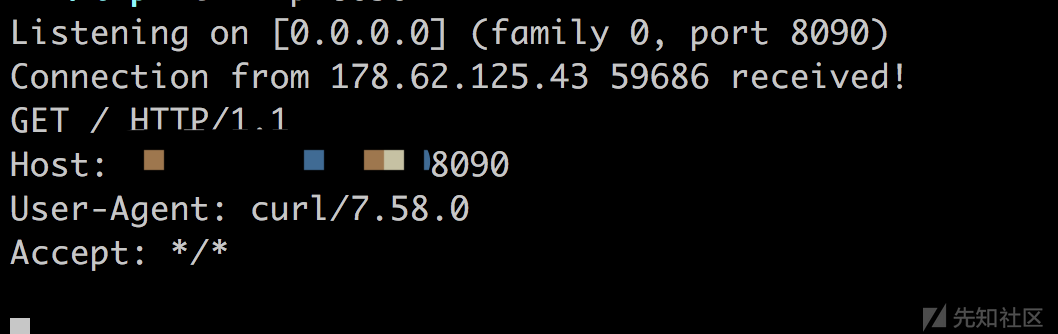 Listening on [0.0.0.0] (family 0, port 8090)
Connection from 178.62.125.43 59686 received!
GET / HTTP/1.1
Host: 8090
User-Agent: curl/7.58.0
Accept: */*
先知社区